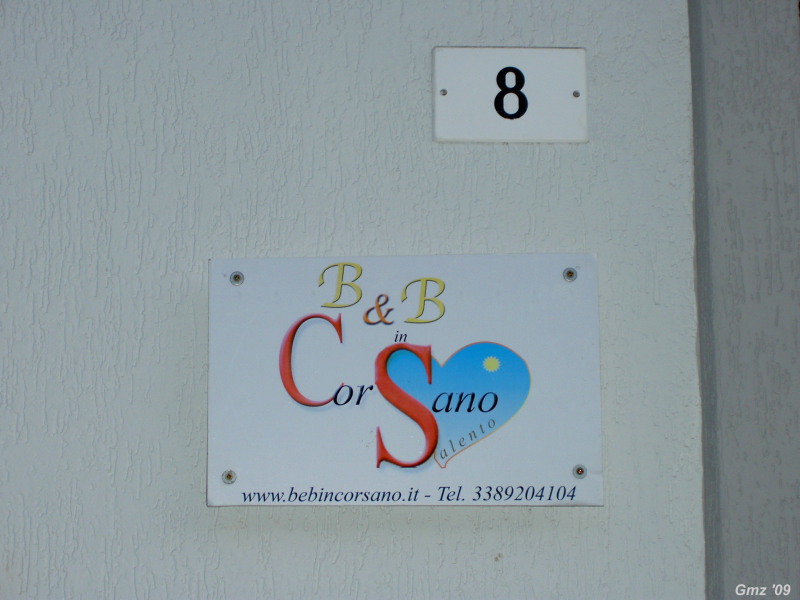 8
B & B
in
CorSano
Salento
www.bebincorsano.it - Tel. 3389204104
Gmz '09